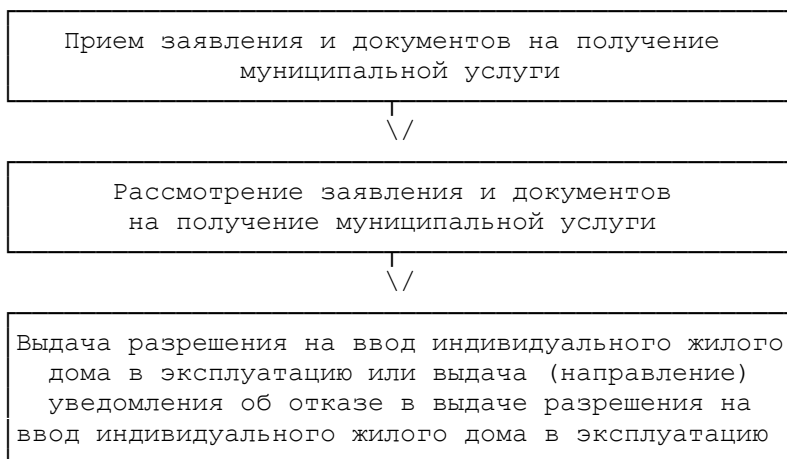 Прием заявления и документов на получение
муниципальной услуги
\/
Рассмотрение заявления и документов
на получение муниципальной услуги
\/
Выдача разрешения на ввод индивидуального жилого
дома в эксплуатацию или выдача (направление)
уведомления об отказе в выдаче разрешения на
ввод индивидуального жилого дома в эксплуатацию